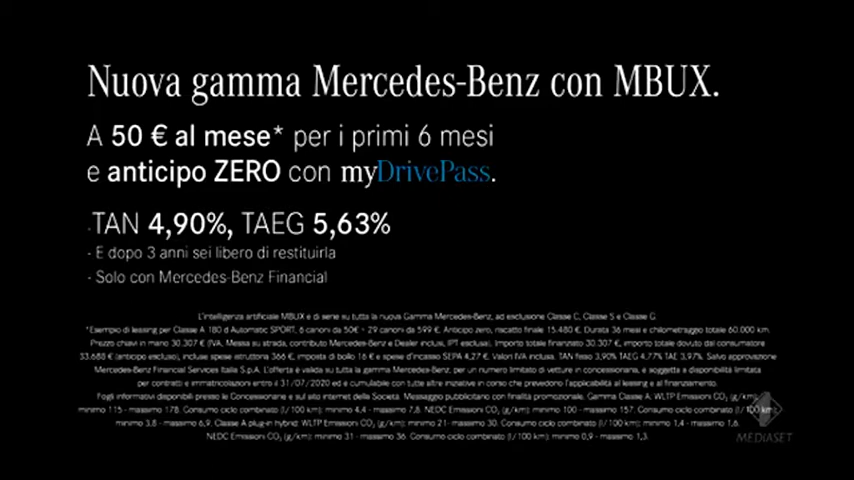 Nuova gamma Mercedes-Benz con MBUX.
A 50 € al mese* per i primi 6 mesi
e anticipo ZERO con myDrivePass.
-TAN 4,90%, TAEG 5,63%
- E dopo 3 anni sei libero di restituirla
- Solo con Mercedes-Benz Financial
L'intelligenza artificiale MBUX è di serie su tutta la nuova Gamma Mercedes-Benz, ad esclusione Classe C, Classe S e Classe G.
*Esempio di leasing per Classe A 180 d Automatic SPORT, 6 canoni da 50€ - 29 canoni da 599 €. Anticipo zero, riscatto finale 15.480 €. Durata 36 mesi e chilometraggio totale 60.000 km.
Prezzo chiavi in mano 30.307 € (IVA, Messa su strada, contributo Mercedes-Benz e Dealer inclusi, IPT esclusa). Importo totale finanziato 30.307 €, importo totale dovuto dal consumatore
33.688 € (anticipo escluso), incluse spese istruttoria 366 €, imposta di bollo 16 € e spese d'incasso SEPA 4,27 €. Valori IVA inclusa. TAN fisso 3,90% TAEG 4,77% TAE 3,97%. Salvo approvazione
Mercedes-Benz Financial Services Italia S.p.A. L'offerta è valida su tutta la gamma Mercedes-Benz, per un numero limitato di vetture in concessionaria, e soggetta a disponibilità limitata
per contratti e immatricolazioni entro il 31/07/2020 ed è cumulabile con tutte altre iniziative in corso che prevedono l'applicabilità al leasing e al finanziamento.
Fogli informativi disponibili presso le Concessionarie e sul sito internet della Società. Messaggio pubblicitario con finalità promozionale. Gamma Classe A: WLTP Emissioni CO₂ (g/km):
minimo 115 - massimo 178. Consumo ciclo combinato (l/100 km): minimo 4,4 - massimo 7,8. NEDC Emissioni CO₂ (g/km): minimo 100 - massimo 157. Consumo ciclo combinato (l/100 km):
minimo 3,8 - massimo 6,9. Classe A plug-in hybrid: WLTP Emissioni CO₂ (g/km): minimo 21- massimo 30. Consumo ciclo combinato (l/100 km): minimo 1,4 - massimo 1,6.
NEDC Emissioni CO₂ (g/km): minimo 31 - massimo 36. Consumo ciclo combinato (l/100 km): minimo 0,9 - massimo 1,3.
MEDIASET